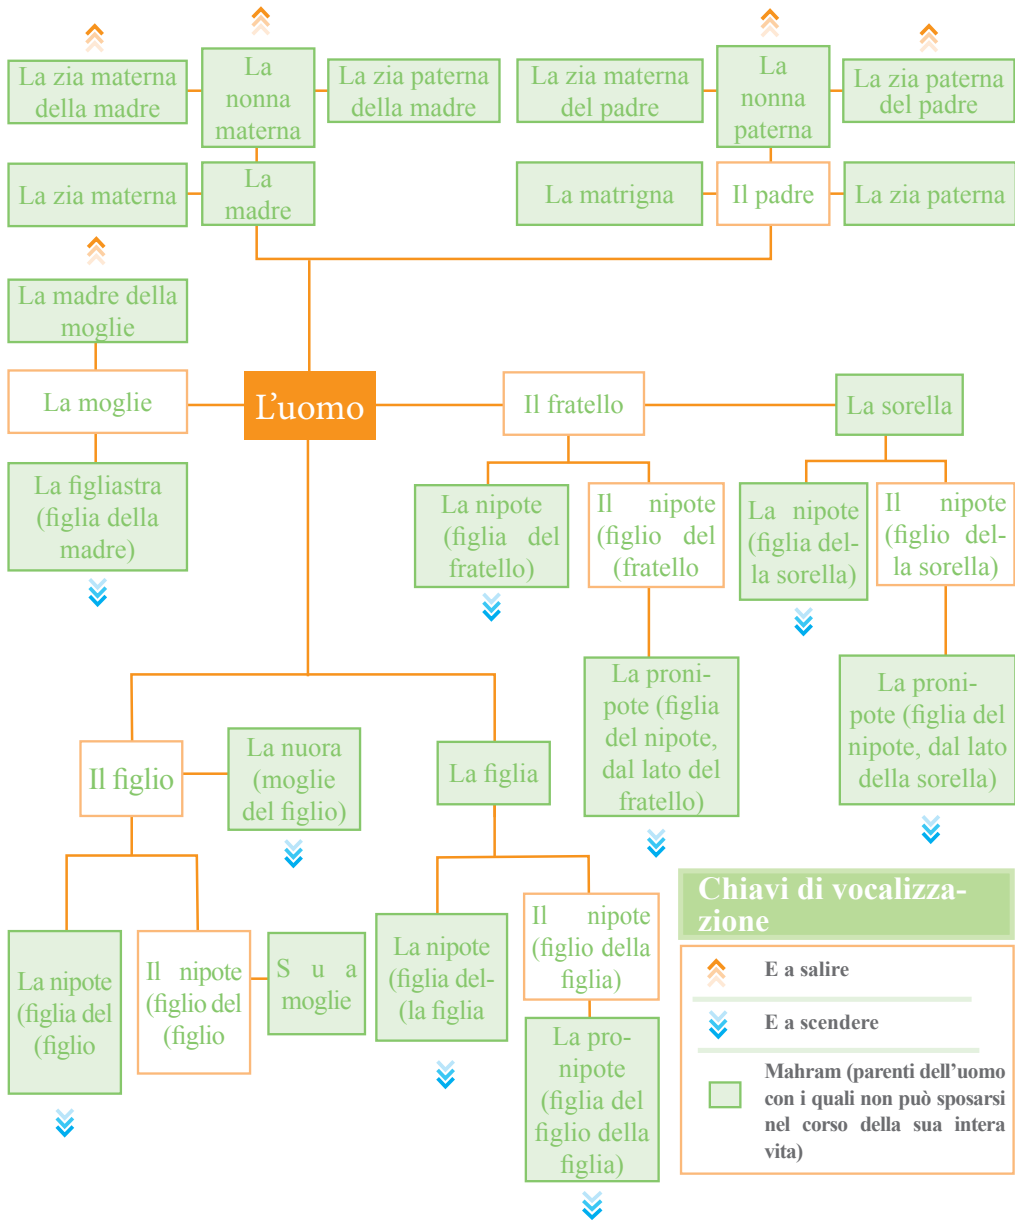 La zia materna
della madre
La
nonna
materna
La zia paterna
della madre
La zia materna
del padre
La
nonna
paterna
La zia paterna
del padre
La zia materna
La
madre
La matrigna
Il padre
La zia paterna
La madre della
moglie
La moglie
L'uomo
Il fratello
La sorella
La figliastra
(figlia della
madre)
La nipote
(figlia del
fratello)
Il nipote
(figlio del
(fratello
La nipote
(figlia del-
la sorella)
Il nipote
(figlio del-
la sorella)
La proni-
pote (figlia
del nipote,
dal lato del
fratello)
La proni-
pote (figlia del
nipote, dal lato
della sorella)
Il figlio
La nuora
(moglie
del figlio)
La figlia
La nipote
(figlia del
(figlio
Il nipote
(figlio del
(figlio
S u a
moglie
La nipote
(figlia del-
(la figlia
Il nipote
(figlio della
figlia)
La pro-
nipote
(figlia del
figlio della
figlia)
Chiavi di vocalizza-
zione
E a salire
E a scendere
Mahram (parenti dell'uomo
con i quali non può sposarsi
nel corso della sua intera
vita)